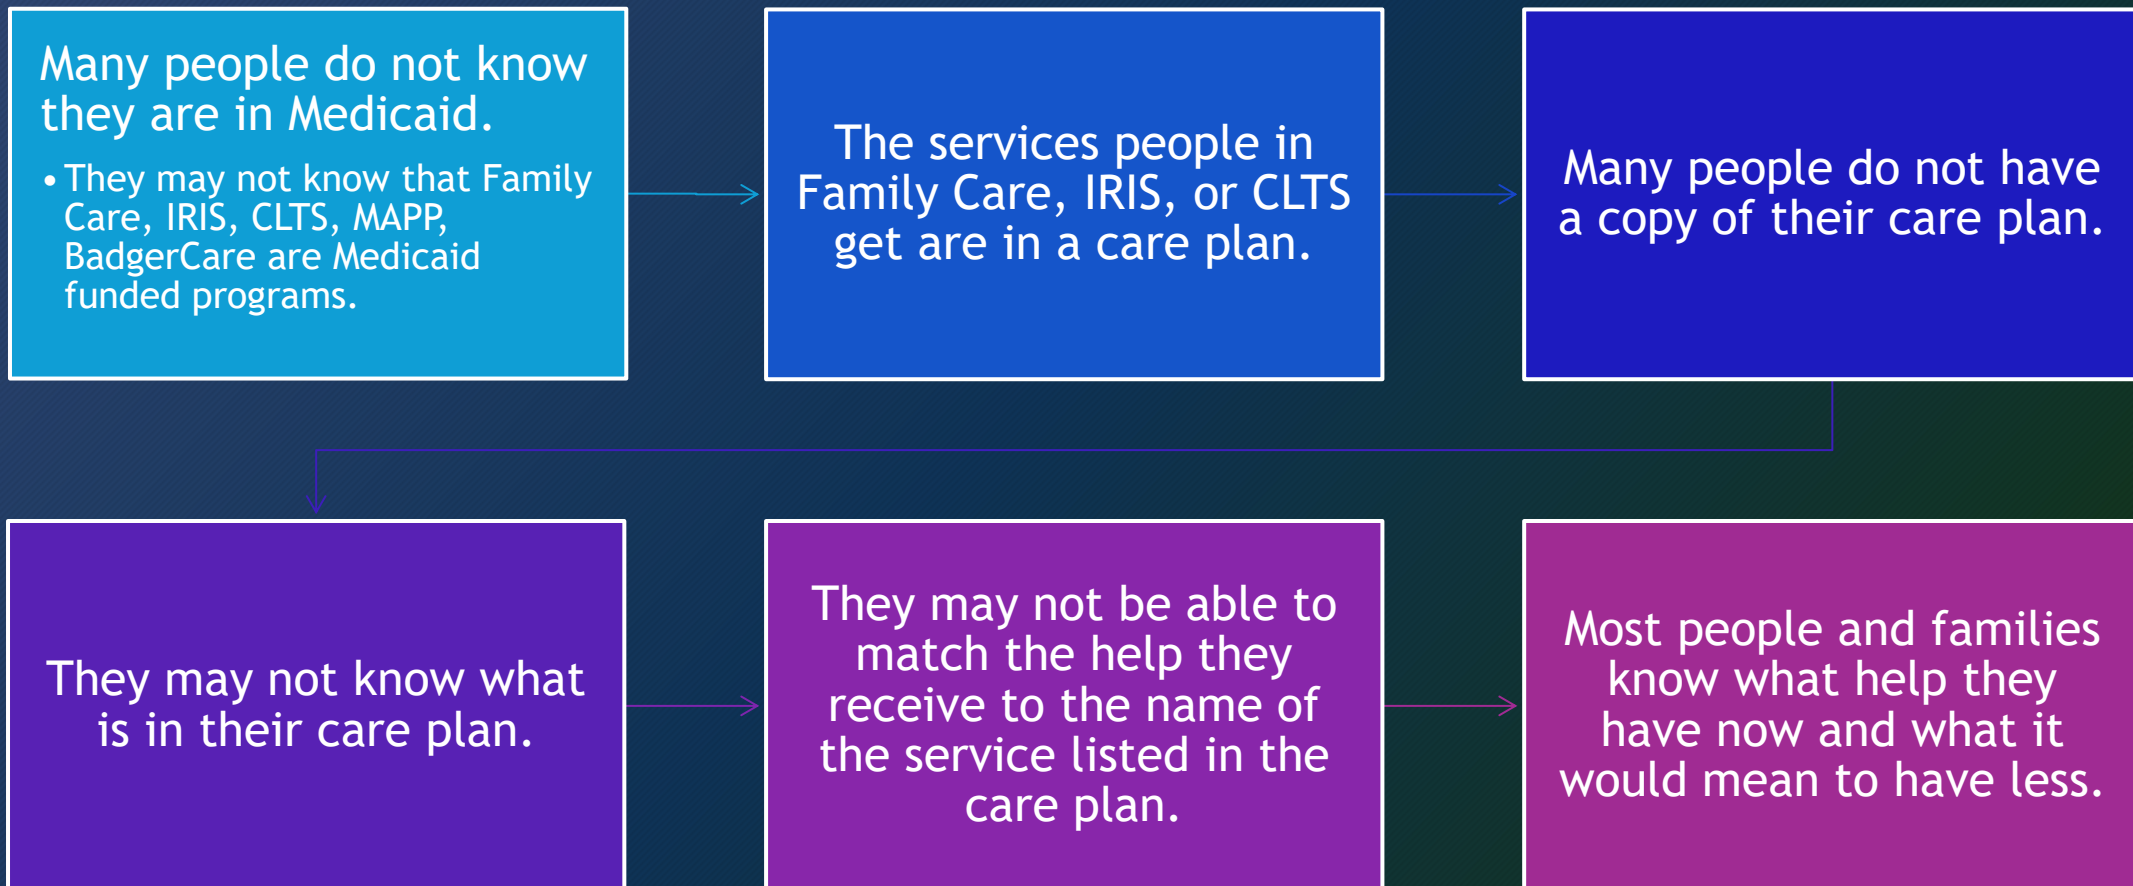 Many people do not know
they are in Medicaid.
• They may not know that Family
Care, IRIS, CLTS, MAPP,
BadgerCare are Medicaid
funded programs.
The services people in
Family Care, IRIS, or CLTS
get are in a care plan.
Many people do not have
a copy of their care plan.
They may not know what
is in their care plan.
They may not be able to
match the help they
receive to the name of
the service listed in the
care plan.
Most people and families
know what help they
have now and what it
would mean to have less.